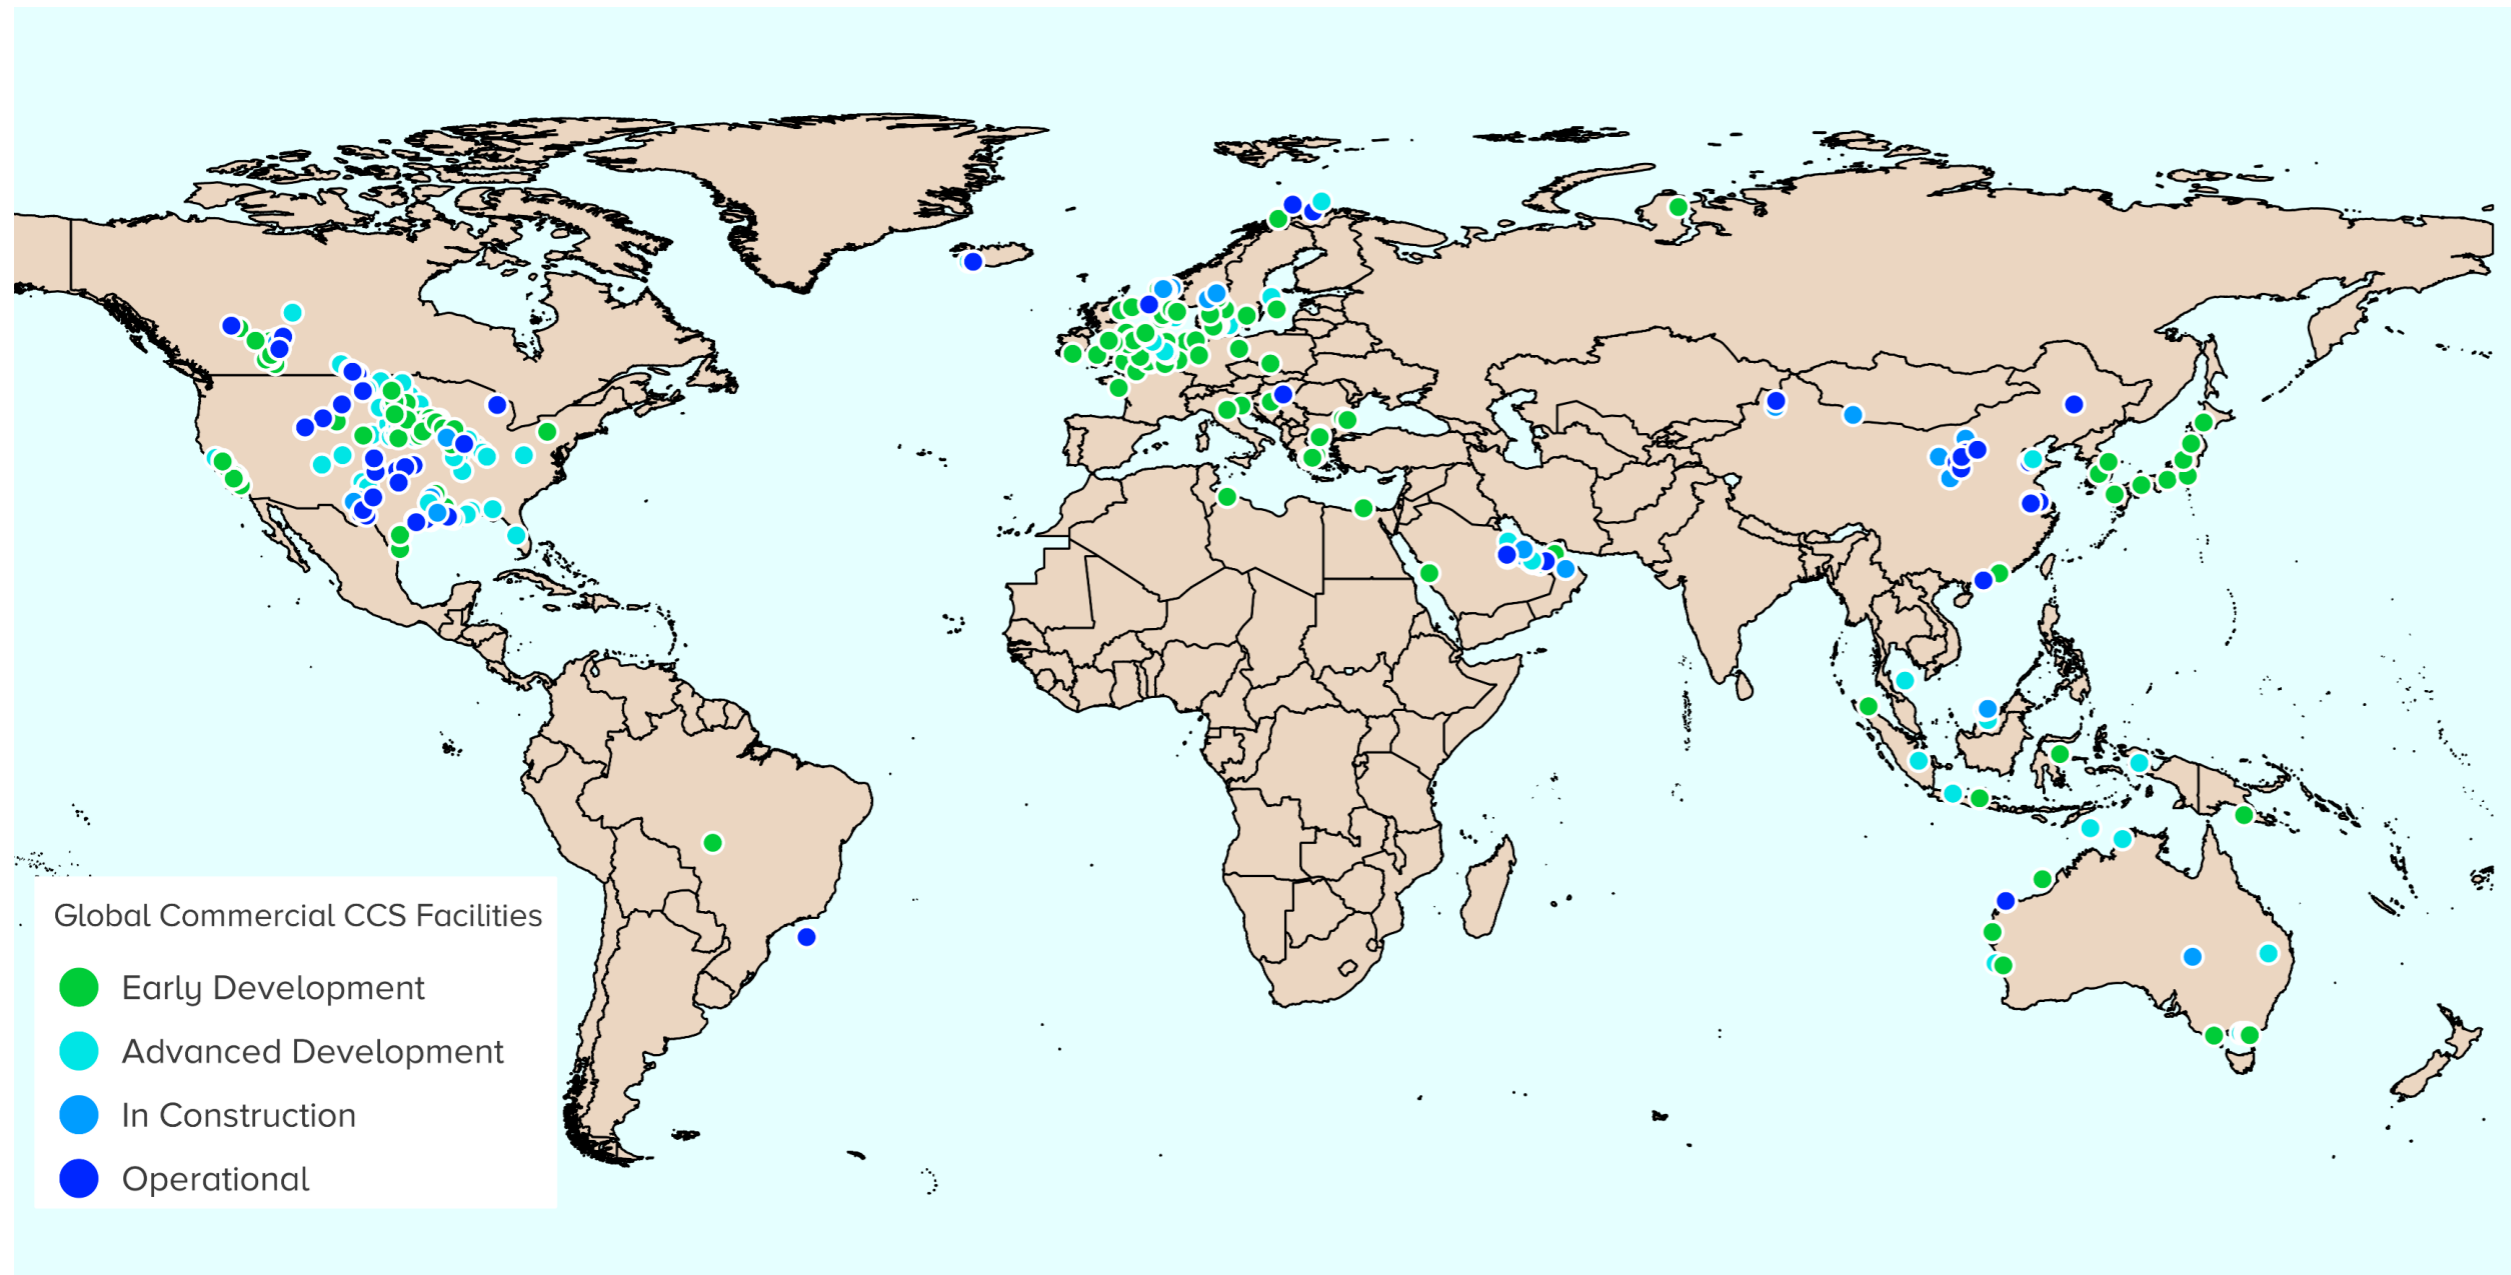 Global Commercial CCS Facilities
Early Development
Advanced Development
In Construction
Operational